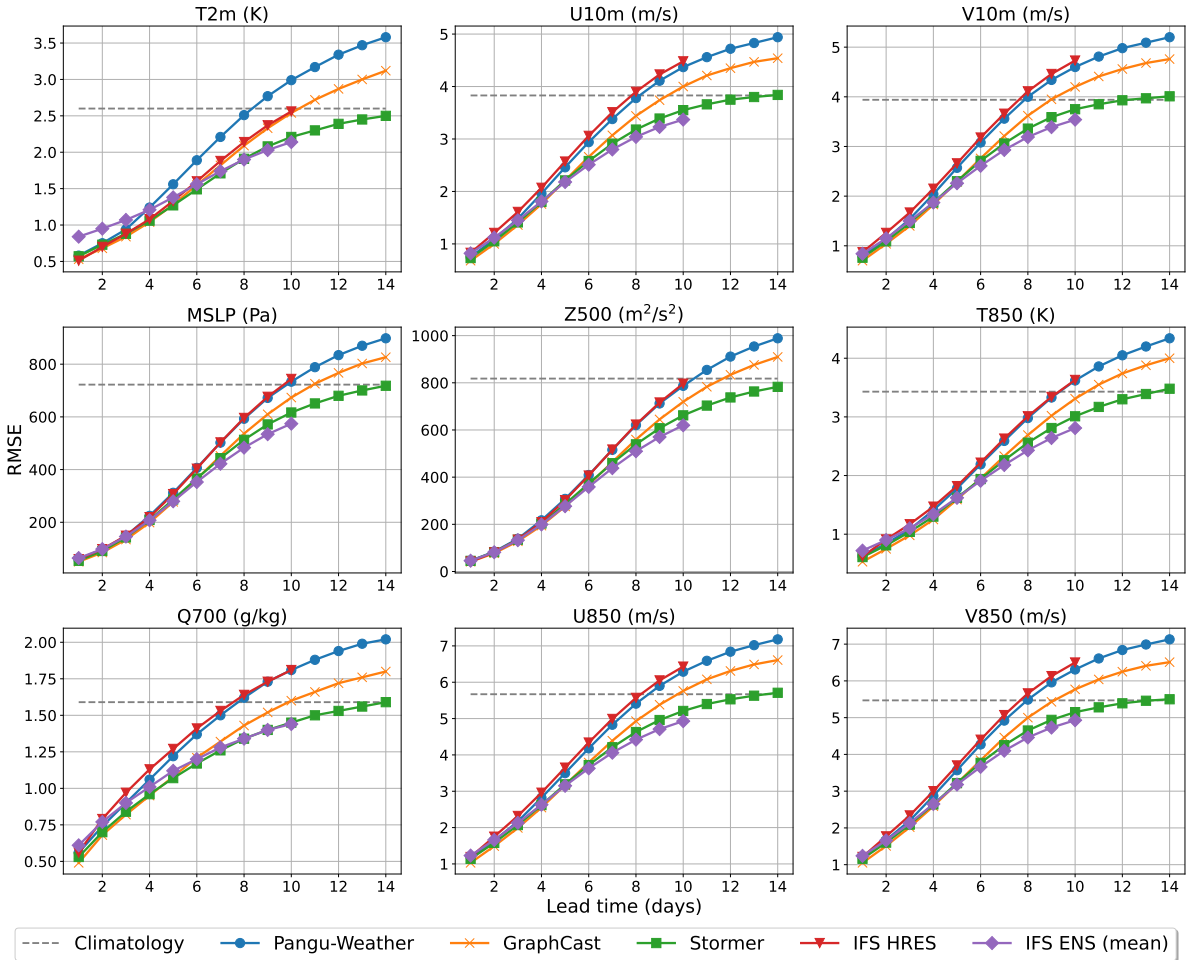 T2m (K)
U10m (m/s)
V10m (m/s)
3.5
3.0
2.5
2.0
1.5
1.0
0.5
2 4 6 8 10 12 14
5
4
3
2
1
2 4 6 8 10 12 14
5
4
3
2
1
2 4 6 8 10 12 14
MSLP (Pa)
Z500 (m²/s²)
T850 (K)
RMSE
800
600
400
200
2 4 6 8 10 12 14
1000
800
600
400
200
0
2 4 6 8 10 12 14
4
3
2
1
2 4 6 8 10 12 14
Q700 (g/kg)
U850 (m/s)
V850 (m/s)
2.00
1.75
1.50
1.25
1.00
0.75
0.50
2 4 6 8 10 12 14
7
6
5
4
3
2
1
2 4 6 8 10 12 14
7
6
5
4
3
2
1
2 4 6 8 10 12 14
Lead time (days)
Climatology Pangu-Weather GraphCast Stormer IFS HRES IFS ENS (mean)